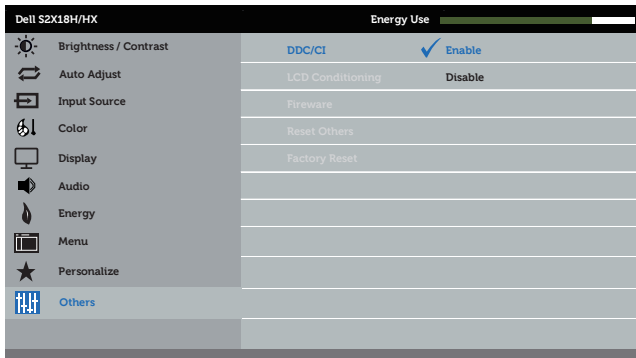 Dell S2X18H/HX Energy Use
Brightness / Contrast DDC/CI Enable
Auto Adjust LCD Conditioning Disable
Input Source Fireware
Color Reset Others
Display Factory Reset
Audio
Energy
Menu
Personalize
Others